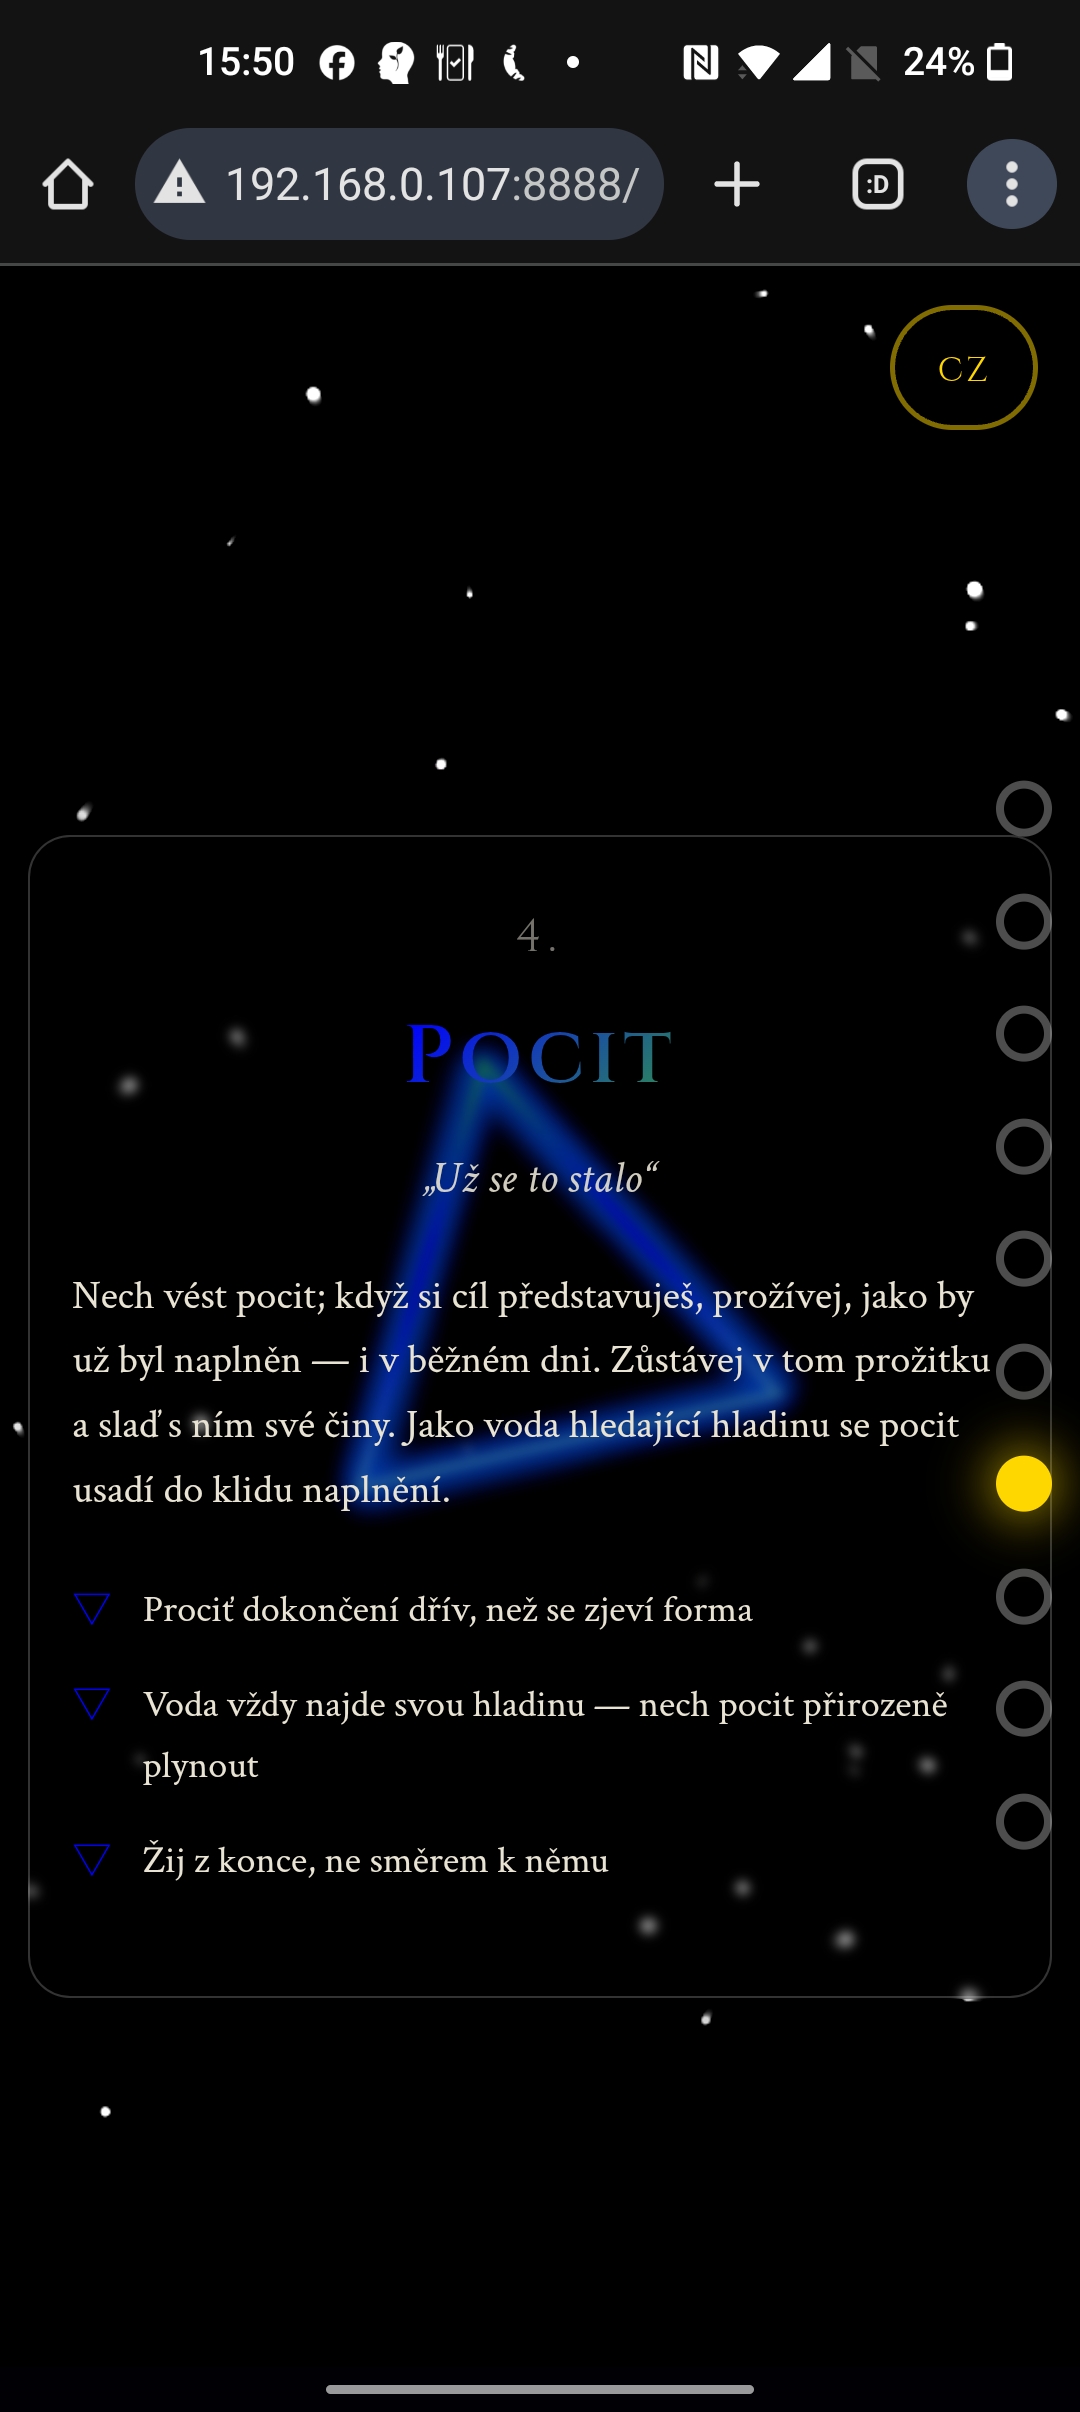 15:50
24%
192.168.0.107:8888/
:D
CZ
4.
Pocit
„Už se to stalo“
Nech vést pocit; když si cíl představuješ, prožívej, jako by
už byl naplněn — i v běžném dni. Zůstávej v tom prožitku
a slaď s ním své činy. Jako voda hledající hladinu se pocit
usadí do klidu naplnění.
Prociť dokončení dřív, než se zjeví forma
Voda vždy najde svou hladinu — nech pocit přirozeně
plynout
Žij z konce, ne směrem k němu